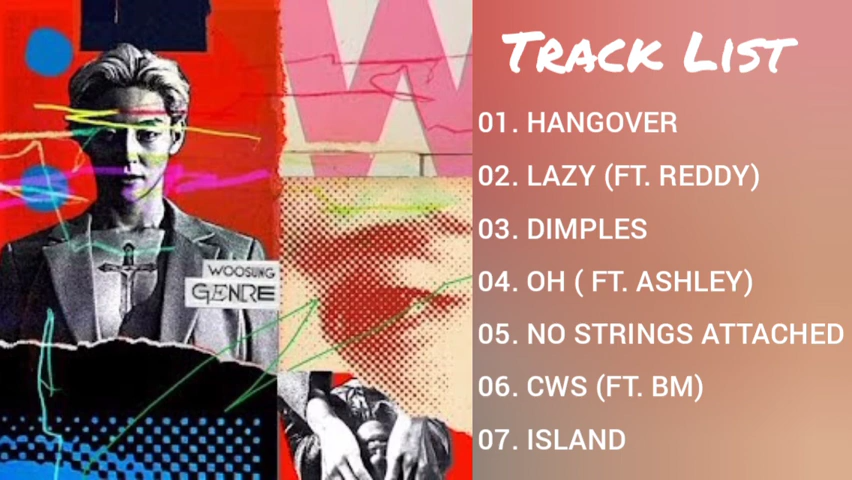 W
WOOSUNG
GENRE
TRACK LIST
01. HANGOVER
02. LAZY (FT. REDDY)
03. DIMPLES
04. OH ( FT. ASHLEY)
05. NO STRINGS ATTACHED
06. CWS (FT. BM)
07. ISLAND